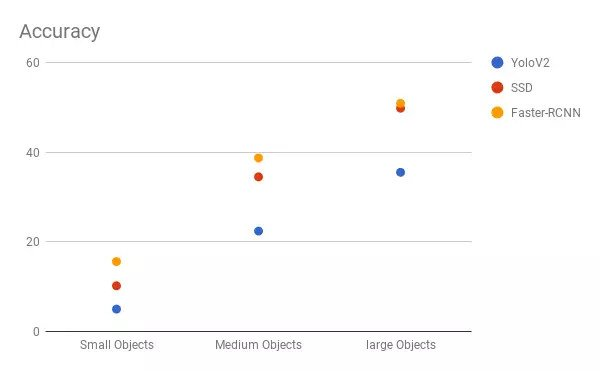 Accuracy
60
40
20
0
Small Objects Medium Objects large Objects
YoloV2
SSD
Faster-RCNN